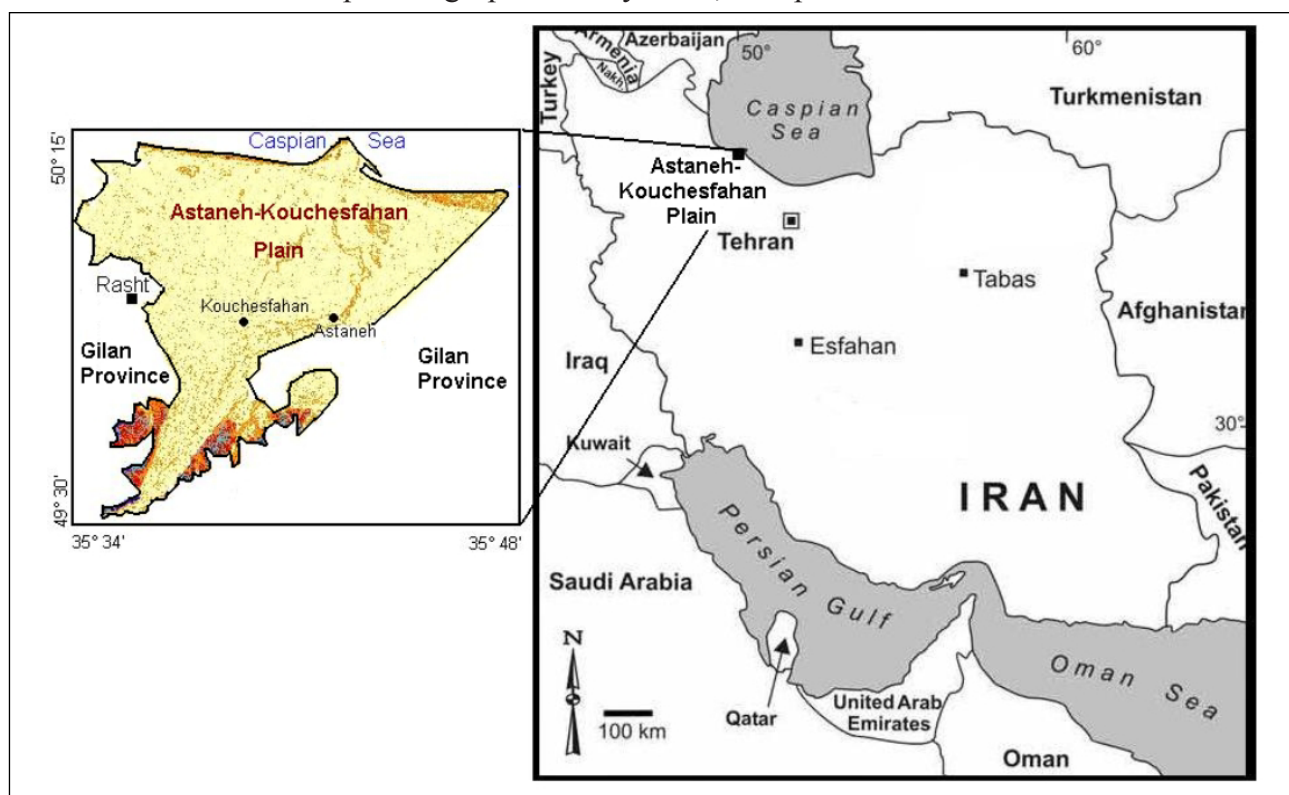 50° 15'
Caspian Sea
Astaneh-Kouchesfahan
Plain
Rasht
Kouchesfahan
Astaneh
Gilan
Province
Gilan
Province
49° 30'
35° 34'
35° 48'
Azerbaijan
Armenia
Nakh.
Turkey
50°
60°
Caspian
Sea
Turkmenistan
Astaneh-
Kouchesfahan
Plain
Tehran
Tabas
Afghanistan
Esfahan
Iraq
30°
Kuwait
IRAN
Pakistan
Persian Gulf
Saudi Arabia
N
Oman Sea
Qatar
United Arab
Emirates
100 km
Oman